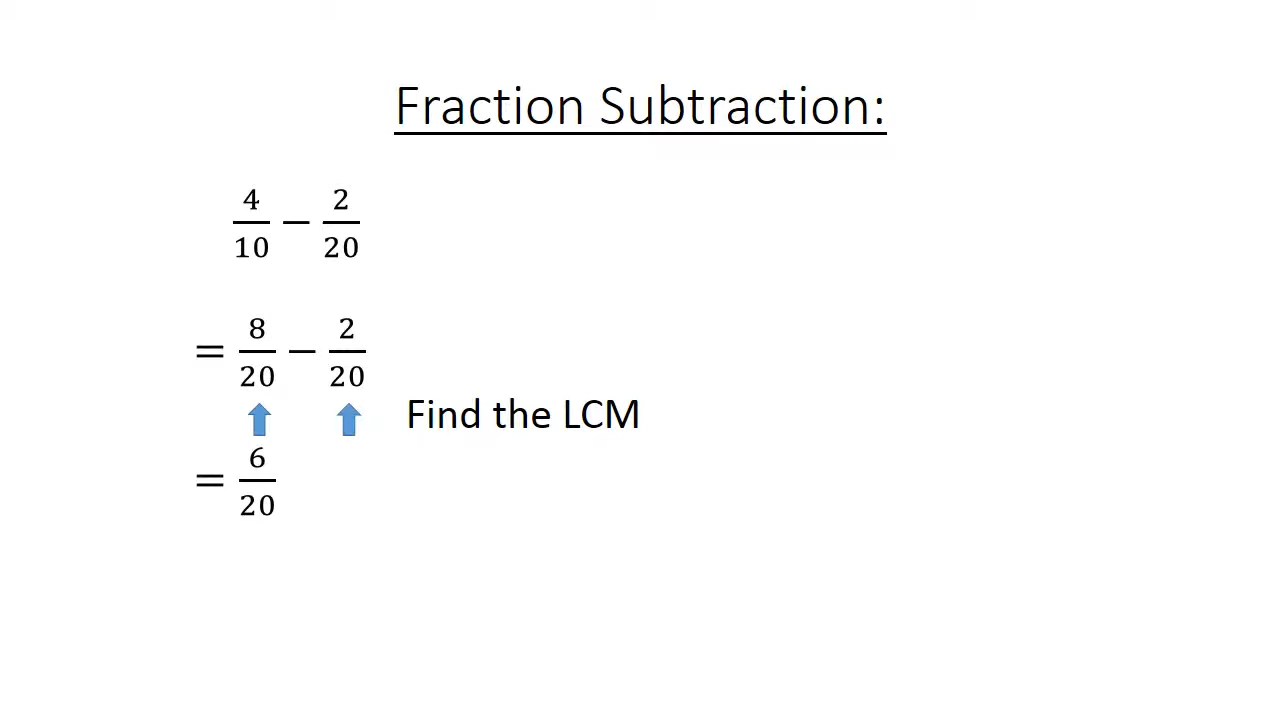 Fraction Subtraction:
4/10 − 2/20
= 8/20 − 2/20
Find the LCM
= 6/20